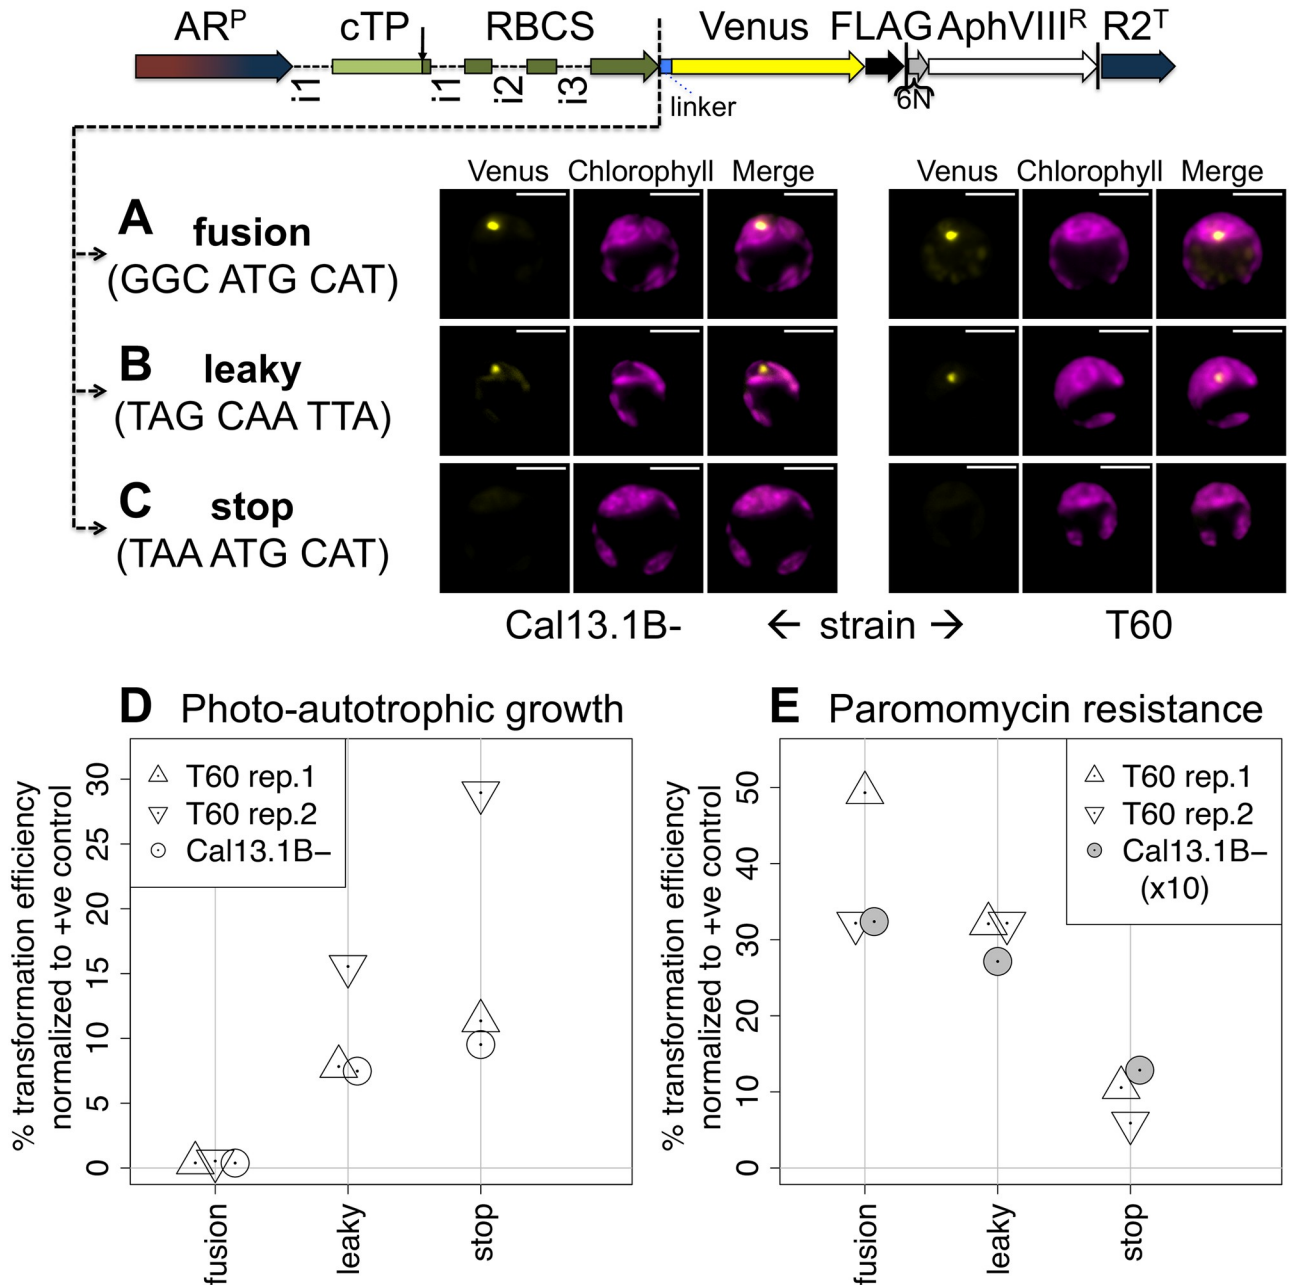 ARᴾ cTP RBCS Venus FLAG AphVIIIᴿ R2ᵀ
i1 i1 i2 i3 linker 6N
Venus Chlorophyll Merge Venus Chlorophyll Merge
A fusion
(GGC ATG CAT)
B leaky
(TAG CAA TTA)
C stop
(TAA ATG CAT)
Cal13.1B- ← strain → T60
D Photo-autotrophic growth
% transformation efficiency
normalized to +ve control
30
25
20
15
10
5
0
T60 rep.1
T60 rep.2
Cal13.1B–
fusion leaky stop
E Paromomycin resistance
% transformation efficiency
normalized to +ve control
50
40
30
20
10
0
T60 rep.1
T60 rep.2
Cal13.1B–
(x10)
fusion leaky stop